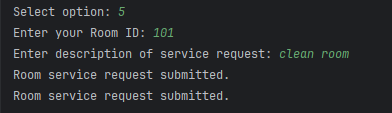 Select option: 5
Enter your Room ID: 101
Enter description of service request: clean room
Room service request submitted.
Room service request submitted.